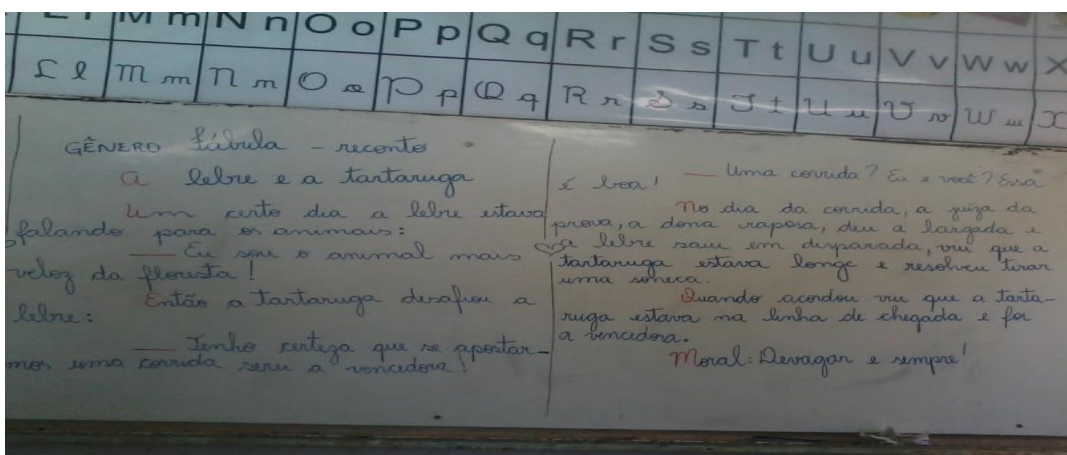 L l M m N n O o P p Q q R r S s T t U u V v W w X
L l M m N n O o P p Q q R r S s T t U u V v W w X
GÊNERO fábula - reconto
A lebre e a tartaruga
Um certo dia a lebre estava
falando para os animais:
— Eu sou o animal mais
veloz da floresta!
Então a tartaruga desafiou a
lebre:
— Tenho certeza que se apostar-
mos uma corrida serei a vencedora!
— Uma corrida? Eu e você? Essa
é boa!
No dia da corrida, a juíza da
prova, a dona raposa, deu a largada e
a lebre saiu em disparada, viu que a
tartaruga estava longe e resolveu tirar
uma soneca.
Quando acordou viu que a tarta-
ruga estava na linha de chegada e foi
a vencedora.
Moral: Devagar e sempre!